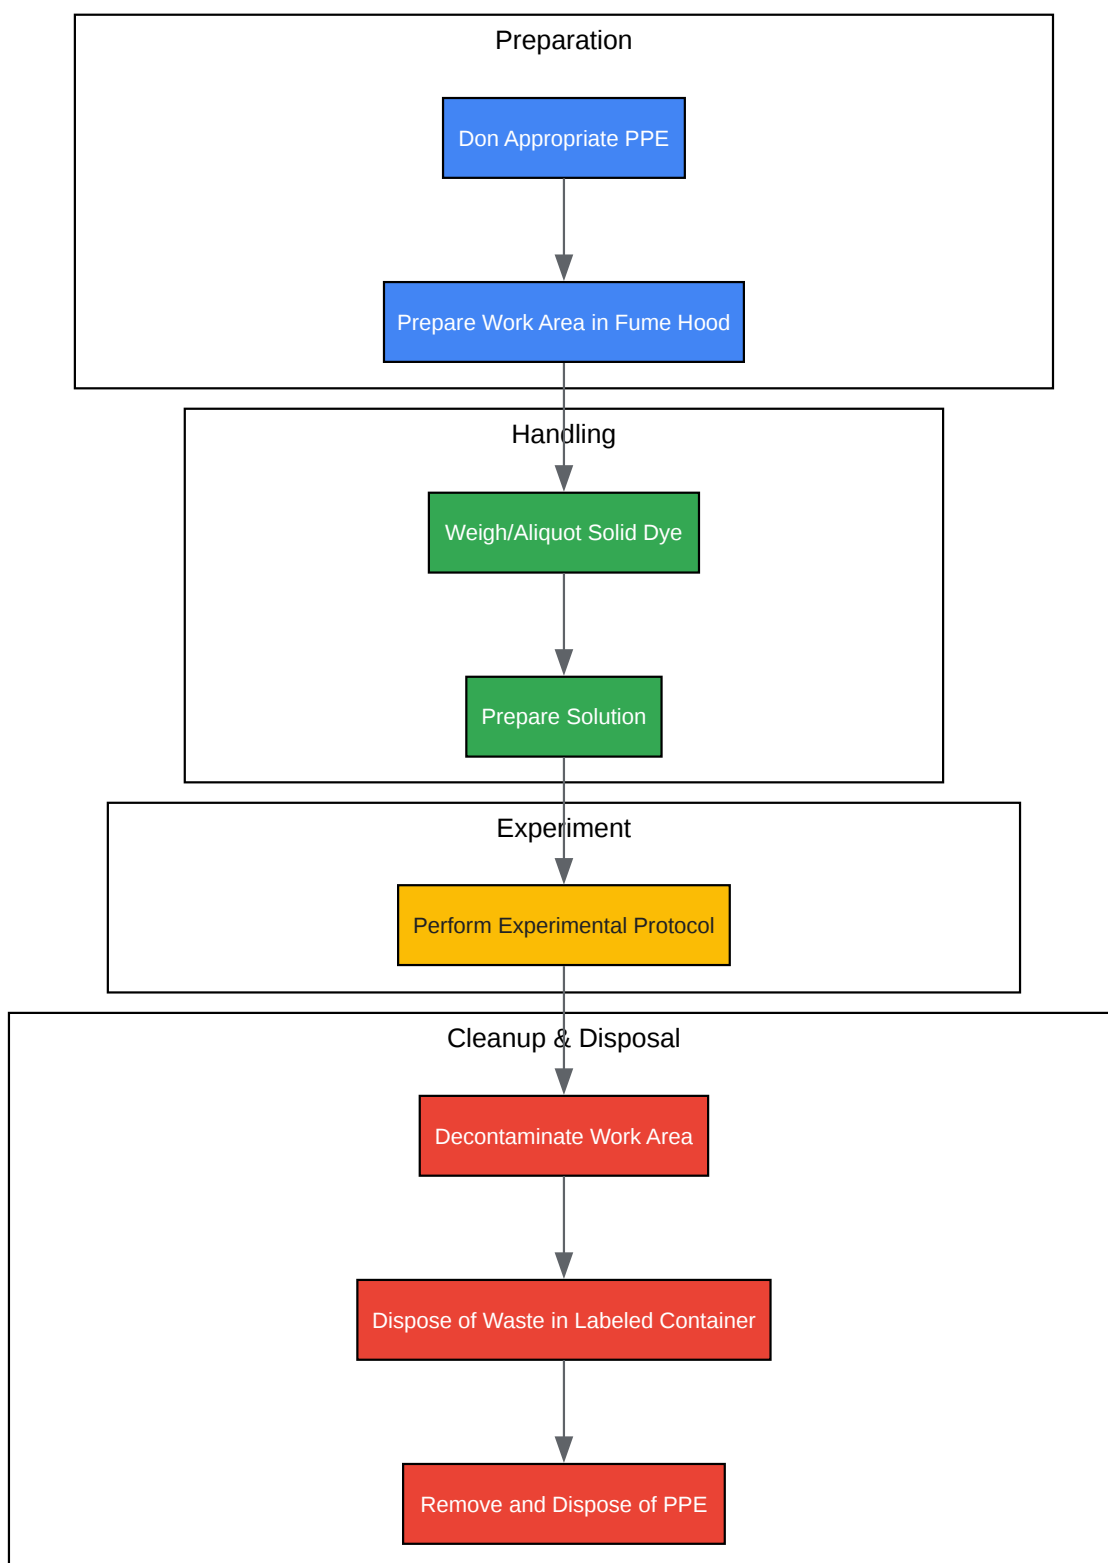 Preparation
Don Appropriate PPE
Prepare Work Area in Fume Hood
Handling
Weigh/Aliquot Solid Dye
Prepare Solution
Experiment
Perform Experimental Protocol
Cleanup & Disposal
Decontaminate Work Area
Dispose of Waste in Labeled Container
Remove and Dispose of PPE